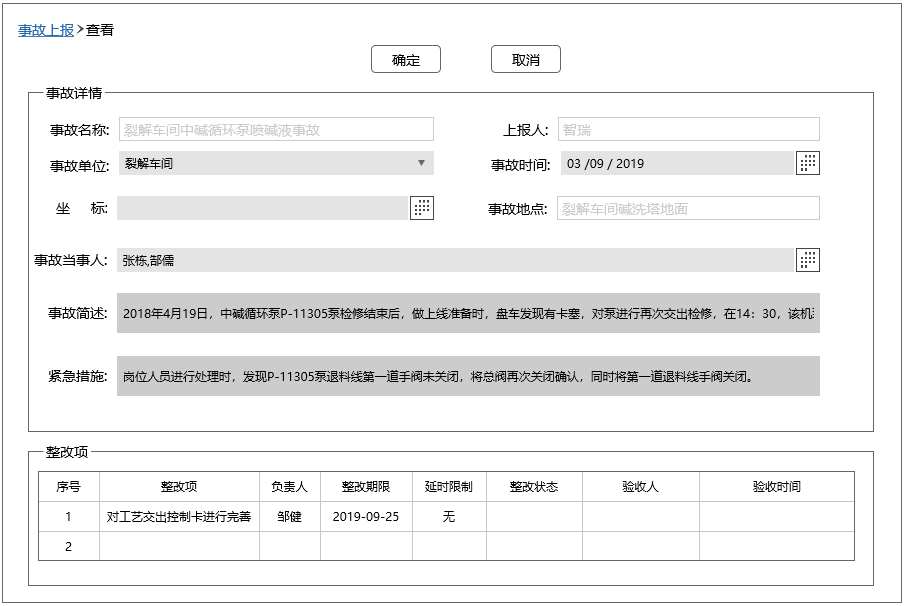 事故上报>查看
确定 取消
事故详情
事故名称: 裂解车间中碱循环泵喷碱液事故 上报人: 智瑞
事故单位: 裂解车间 事故时间: 03 /09 / 2019
坐 标: 事故地点: 裂解车间碱洗塔地面
事故当事人: 张栋,郜儒
事故简述: 2018年4月19日，中碱循环泵P-11305泵检修结束后，做上线准备时，盘车发现有卡塞，对泵进行再次交出检修，在14：30，该机
紧急措施: 岗位人员进行处理时，发现P-11305泵退料线第一道手阀未关闭，将总阀再次关闭确认，同时将第一道退料线手阀关闭。
整改项
序号 整改项 负责人 整改期限 延时限制 整改状态 验收人 验收时间
1 对工艺交出控制卡进行完善 邹健 2019-09-25 无
2